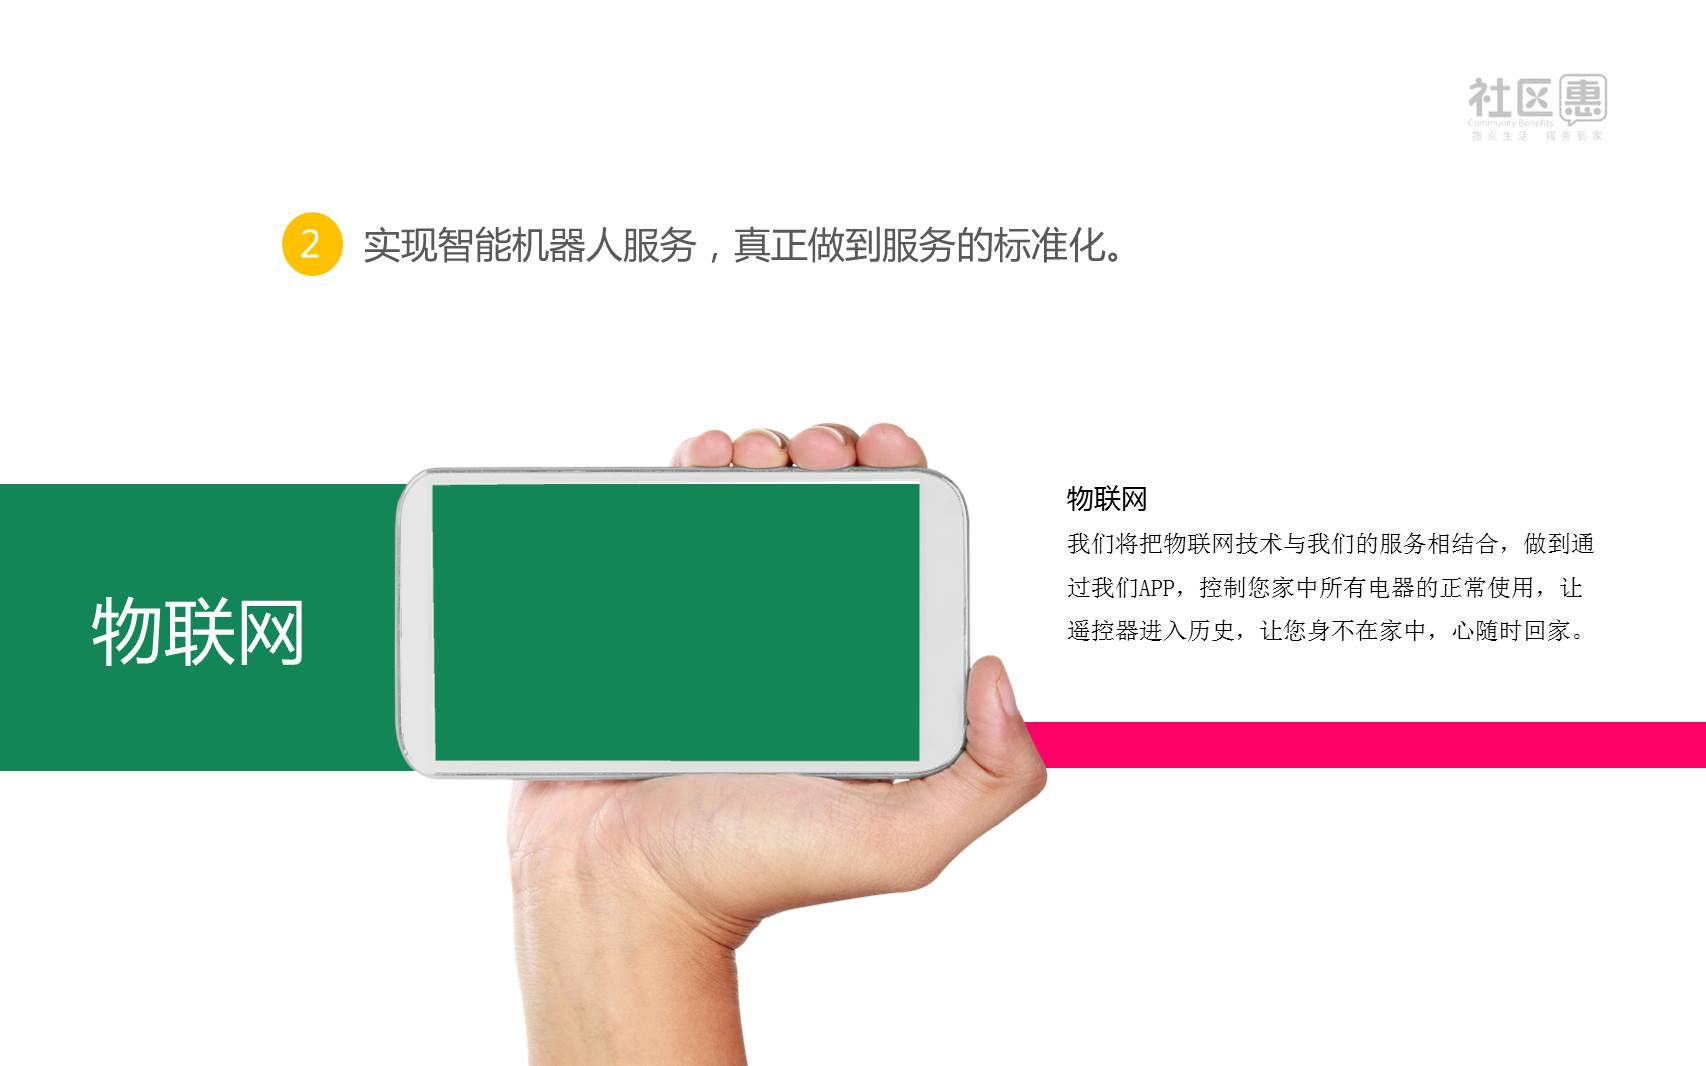 社区惠
Community Benefits
指点生活 服务到家
2 实现智能机器人服务，真正做到服务的标准化。
物联网
物联网
我们将把物联网技术与我们的服务相结合，做到通
过我们APP，控制您家中所有电器的正常使用，让
遥控器进入历史，让您身不在家中，心随时回家。